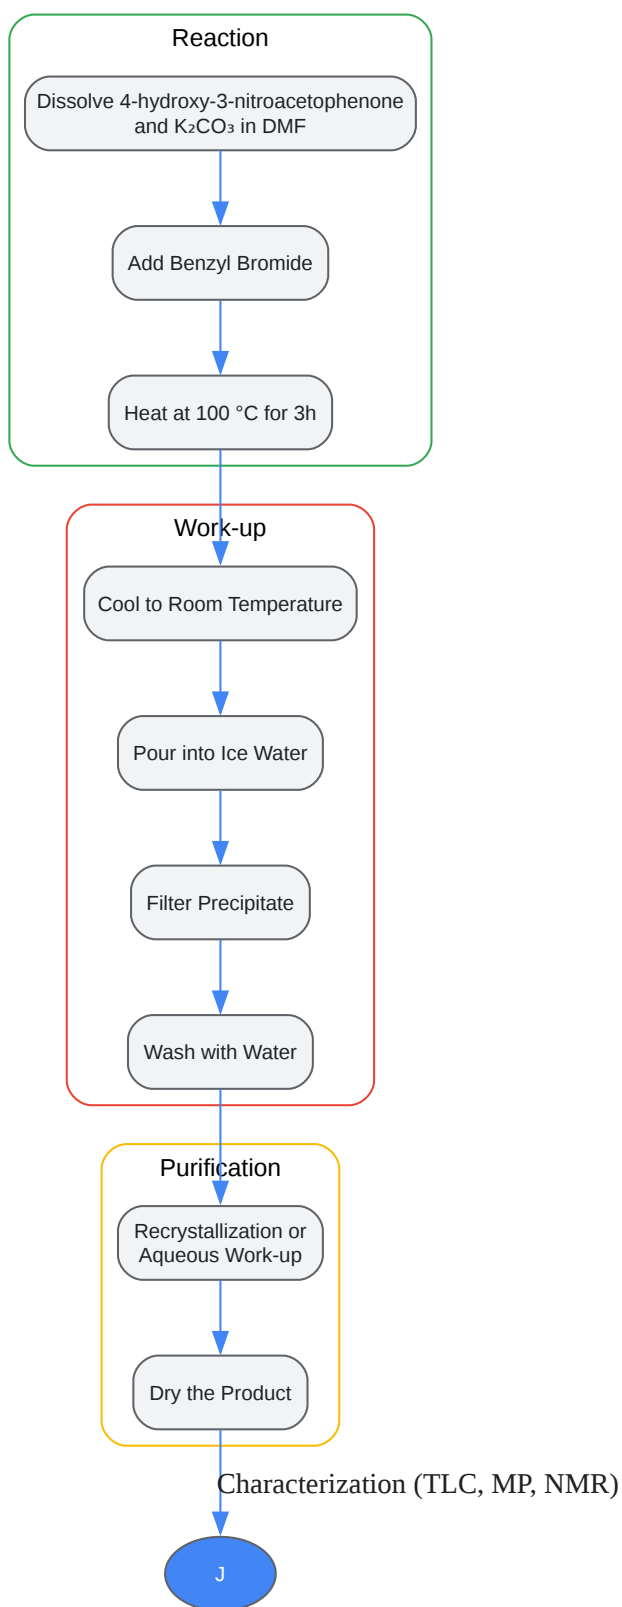 Reaction
Dissolve 4-hydroxy-3-nitroacetophenone
and K₂CO₃ in DMF
Add Benzyl Bromide
Heat at 100 °C for 3h
Work-up
Cool to Room Temperature
Pour into Ice Water
Filter Precipitate
Wash with Water
Purification
Recrystallization or
Aqueous Work-up
Dry the Product
Characterization (TLC, MP, NMR)
J